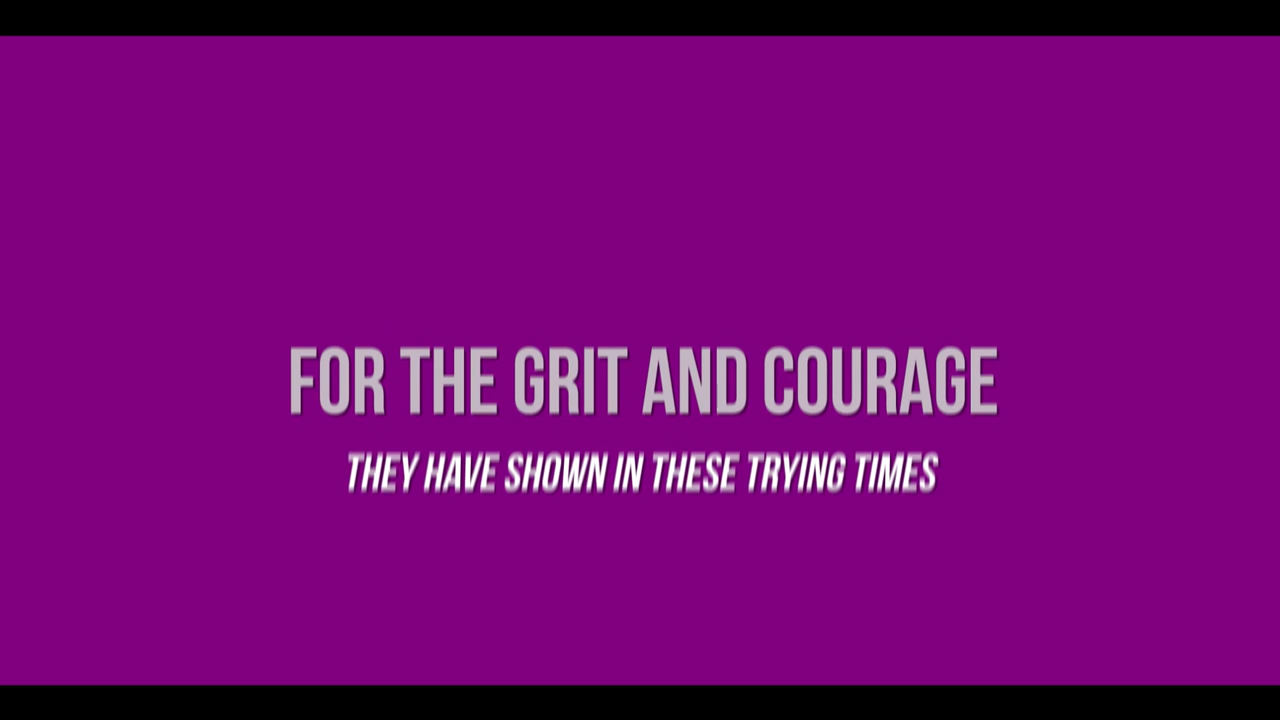 FOR THE GRIT AND COURAGE
THEY HAVE SHOWN IN THESE TRYING TIMES